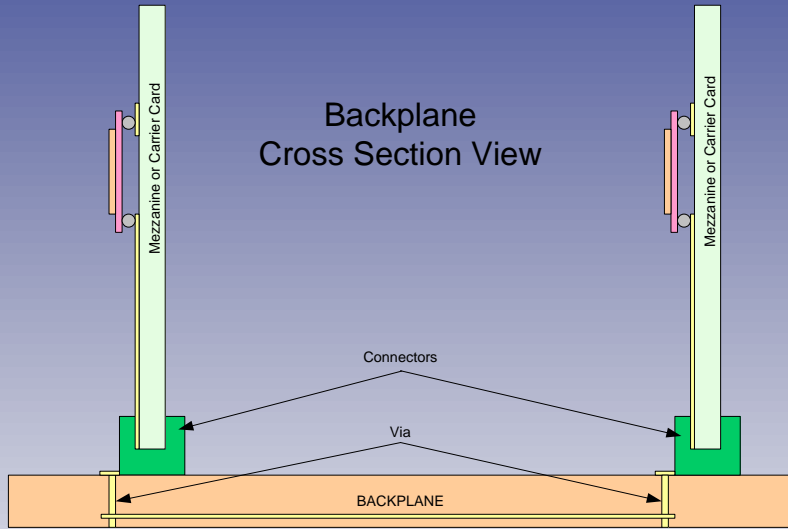 Backplane
Cross Section View
Mezzanine or Carrier Card
Mezzanine or Carrier Card
Connectors
Via
BACKPLANE